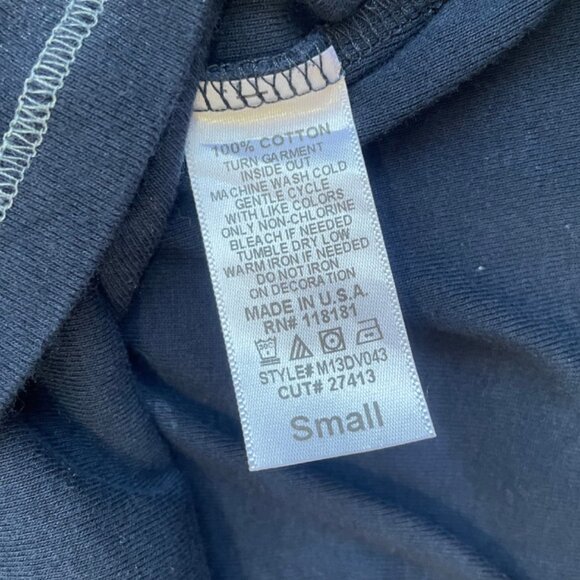 100% COTTON
TURN GARMENT
INSIDE OUT
MACHINE WASH COLD
GENTLE CYCLE
WITH LIKE COLORS
ONLY NON-CHLORINE
BLEACH IF NEEDED
TUMBLE DRY LOW
WARM IRON IF NEEDED
DO NOT IRON
ON DECORATION
MADE IN U.S.A.
RN# 118181
STYLE# M13DV043
CUT# 27413
Small